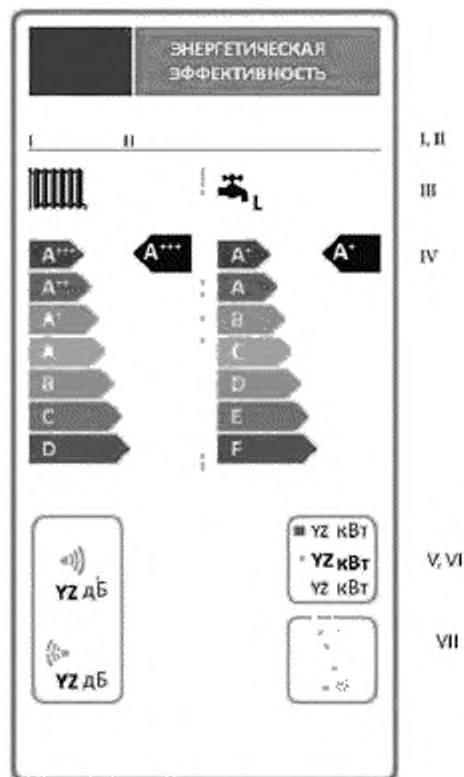 ЭНЕРГЕТИЧЕСКАЯ
ЭФФЕКТИВНОСТЬ
I II
I, II
III
L
IV
A+++ A+++ A+ A+
A++ A
A+ B
A C
B D
C E
D F
YZ кВт
YZ кВт
YZ кВт
V, VI
YZ дБ
VII
YZ дБ